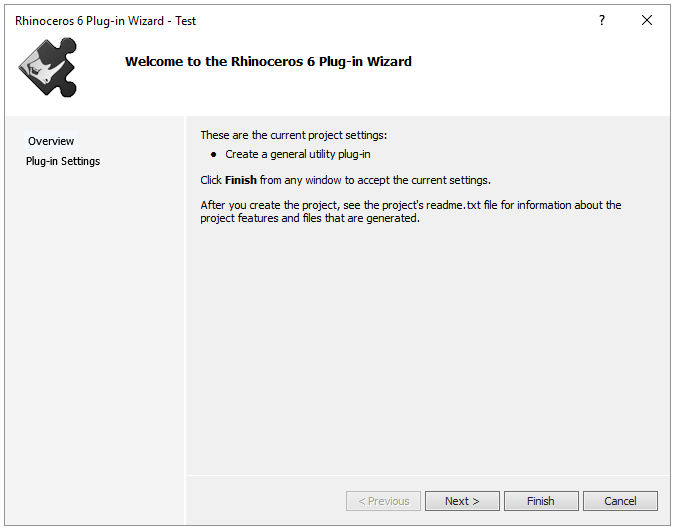 Rhinoceros 6 Plug-in Wizard - Test
?
Welcome to the Rhinoceros 6 Plug-in Wizard
Overview
Plug-in Settings
These are the current project settings:
• Create a general utility plug-in
Click Finish from any window to accept the current settings.
After you create the project, see the project's readme.txt file for information about the
project features and files that are generated.
< Previous
Next >
Finish
Cancel